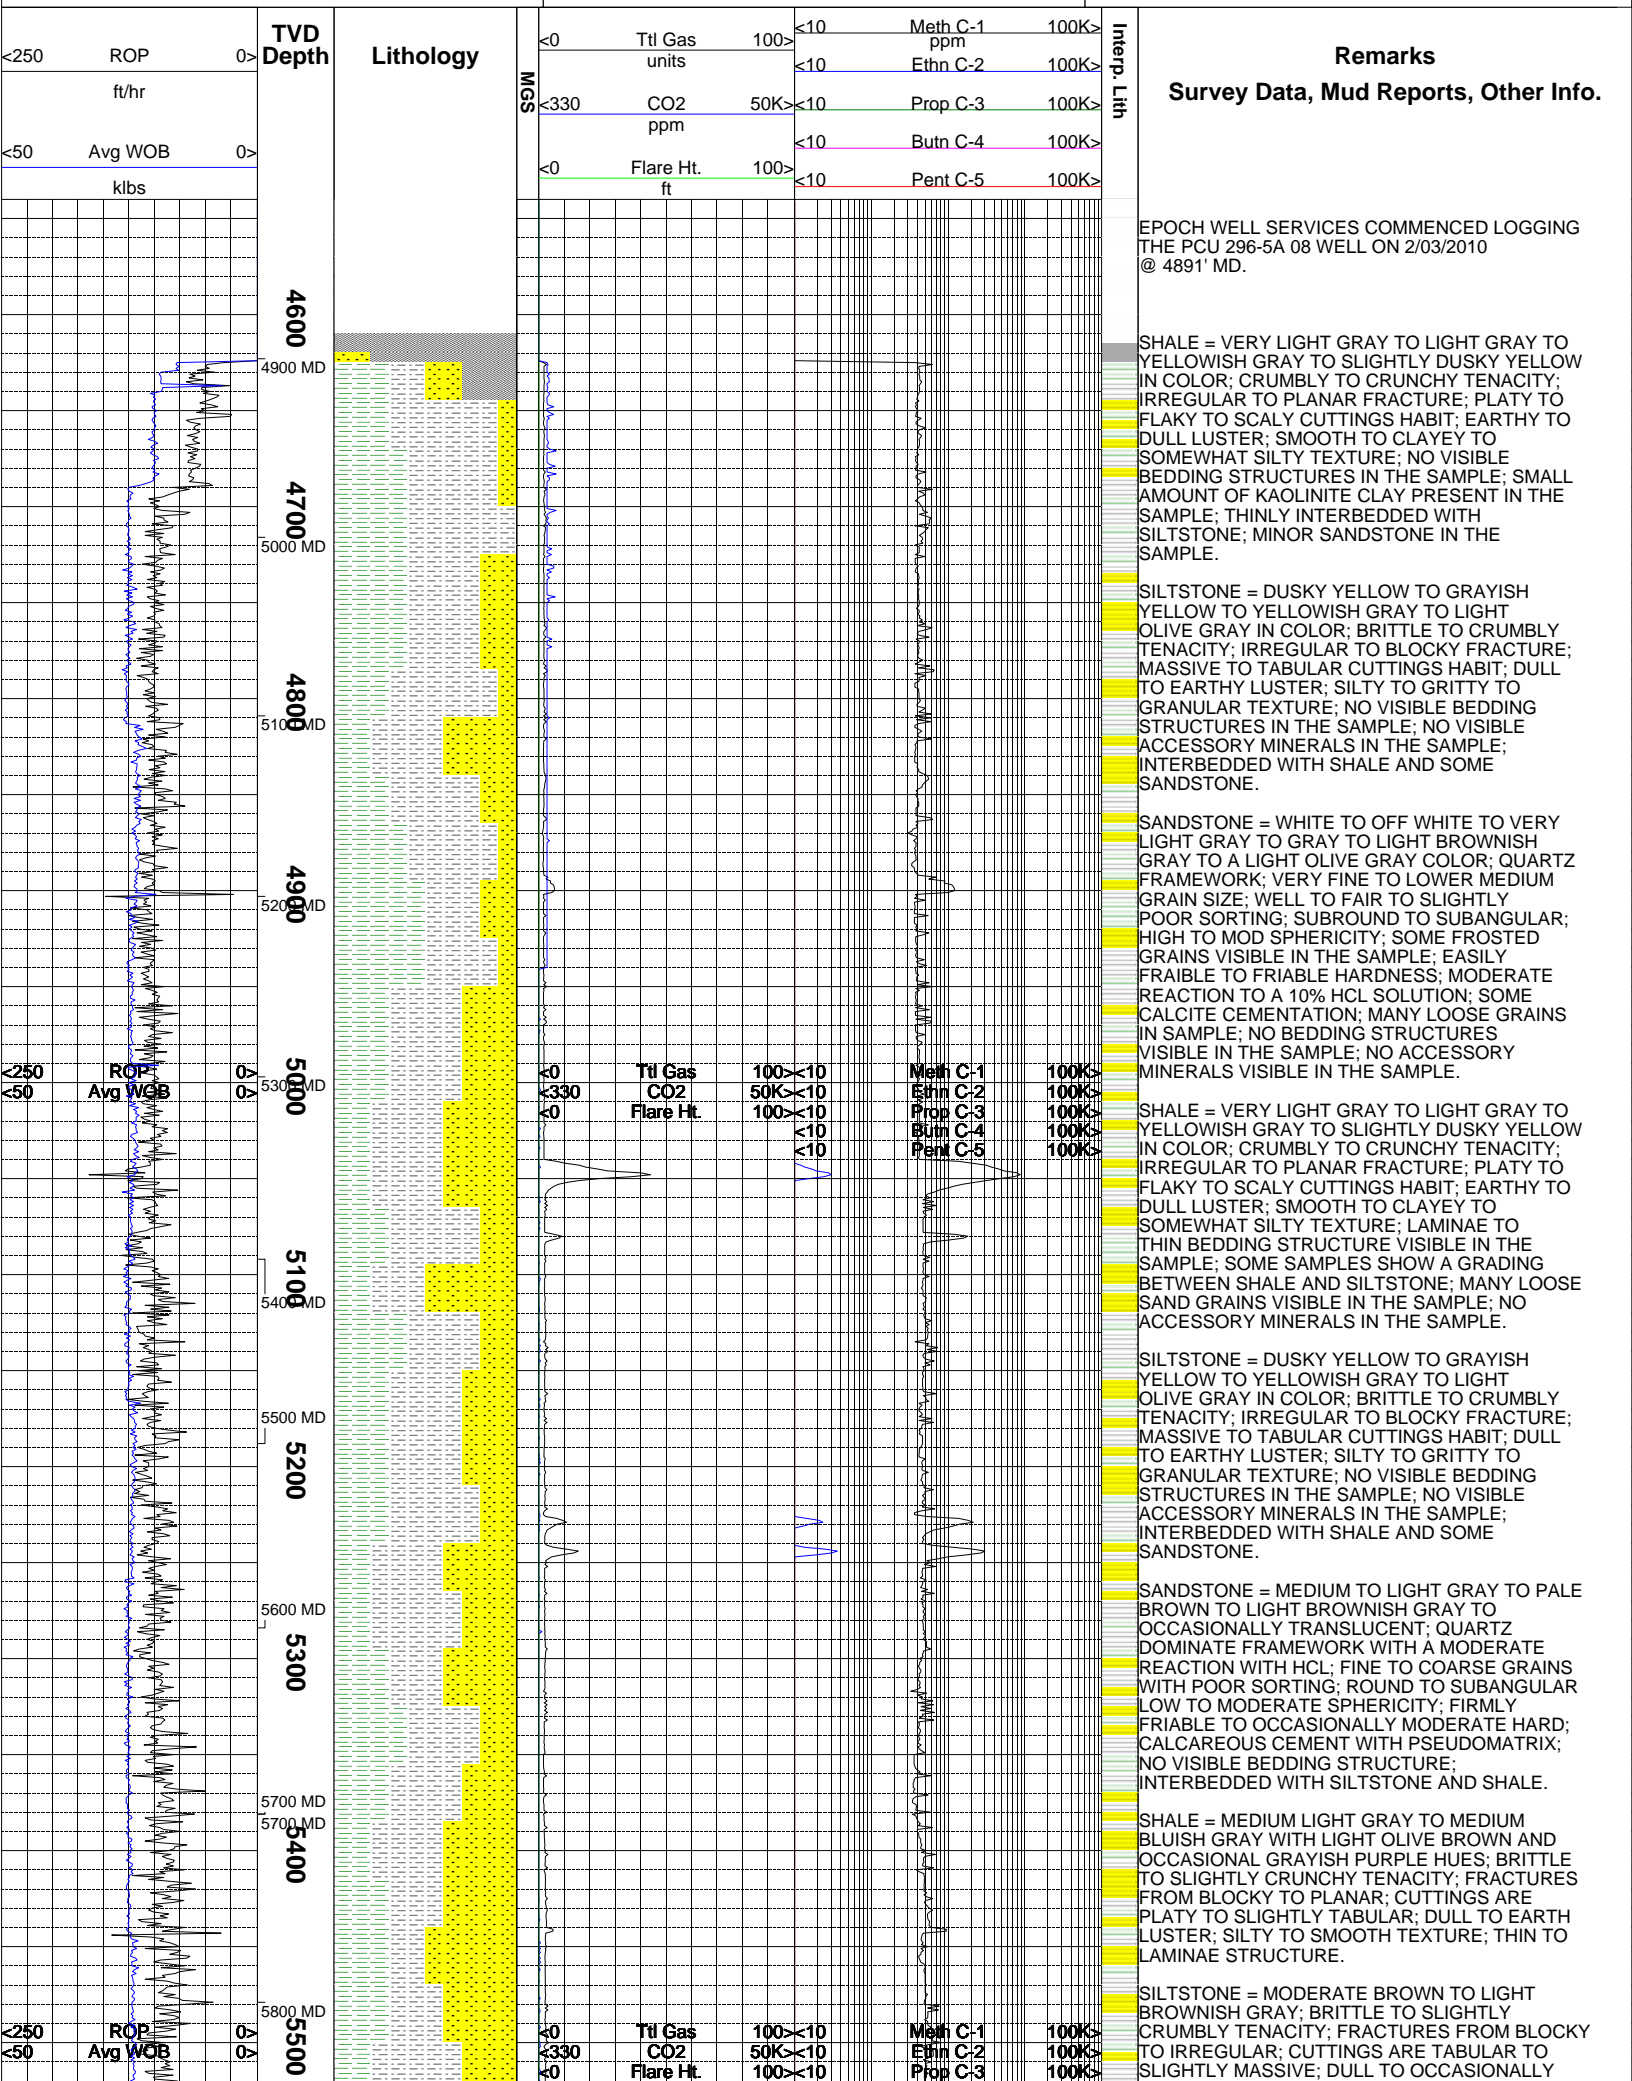 <250 ROP 0>
ft/hr
<50 Avg WOB 0>
klbs
TVD
Depth
Lithology
MGS
<0 Ttl Gas 100>
units
<330 CO2 50K>
ppm
<0 Flare Ht. 100>
ft
<10 Meth C-1 100K>
ppm
<10 Ethn C-2 100K>
<10 Prop C-3 100K>
<10 Butn C-4 100K>
<10 Pent C-5 100K>
Interp. Lith
Remarks
Survey Data, Mud Reports, Other Info.
4600
4900 MD
4700
5000 MD
4800
5100 MD
4900
5200 MD
5000
5300 MD
<250 ROP 0>
<50 Avg WOB 0>
<0 Ttl Gas 100>
<330 CO2 50K>
<0 Flare Ht. 100>
<10 Meth C-1 100K>
<10 Ethn C-2 100K>
<10 Prop C-3 100K>
<10 Butn C-4 100K>
<10 Pent C-5 100K>
5100
5400 MD
5500 MD
5200
5600 MD
5300
5700 MD
5700 MD
5400
5800 MD
5500
<250 ROP 0>
<50 Avg WOB 0>
<0 Ttl Gas 100>
<330 CO2 50K>
<0 Flare Ht. 100>
<10 Meth C-1 100K>
<10 Ethn C-2 100K>
<10 Prop C-3 100K>
EPOCH WELL SERVICES COMMENCED LOGGING
THE PCU 296-5A 08 WELL ON 2/03/2010
@ 4891' MD.
SHALE = VERY LIGHT GRAY TO LIGHT GRAY TO
YELLOWISH GRAY TO SLIGHTLY DUSKY YELLOW
IN COLOR; CRUMBLY TO CRUNCHY TENACITY;
IRREGULAR TO PLANAR FRACTURE; PLATY TO
FLAKY TO SCALY CUTTINGS HABIT; EARTHY TO
DULL LUSTER; SMOOTH TO CLAYEY TO
SOMEWHAT SILTY TEXTURE; NO VISIBLE
BEDDING STRUCTURES IN THE SAMPLE; SMALL
AMOUNT OF KAOLINITE CLAY PRESENT IN THE
SAMPLE; THINLY INTERBEDDED WITH
SILTSTONE; MINOR SANDSTONE IN THE
SAMPLE.
SILTSTONE = DUSKY YELLOW TO GRAYISH
YELLOW TO YELLOWISH GRAY TO LIGHT
OLIVE GRAY IN COLOR; BRITTLE TO CRUMBLY
TENACITY; IRREGULAR TO BLOCKY FRACTURE;
MASSIVE TO TABULAR CUTTINGS HABIT; DULL
TO EARTHY LUSTER; SILTY TO GRITTY TO
GRANULAR TEXTURE; NO VISIBLE BEDDING
STRUCTURES IN THE SAMPLE; NO VISIBLE
ACCESSORY MINERALS IN THE SAMPLE;
INTERBEDDED WITH SHALE AND SOME
SANDSTONE.
SANDSTONE = WHITE TO OFF WHITE TO VERY
LIGHT GRAY TO GRAY TO LIGHT BROWNISH
GRAY TO A LIGHT OLIVE GRAY COLOR; QUARTZ
FRAMEWORK; VERY FINE TO LOWER MEDIUM
GRAIN SIZE; WELL TO FAIR TO SLIGHTLY
POOR SORTING; SUBROUND TO SUBANGULAR;
HIGH TO MOD SPHERICITY; SOME FROSTED
GRAINS VISIBLE IN THE SAMPLE; EASILY
FRAIBLE TO FRIABLE HARDNESS; MODERATE
REACTION TO A 10% HCL SOLUTION; SOME
CALCITE CEMENTATION; MANY LOOSE GRAINS
IN SAMPLE; NO BEDDING STRUCTURES
VISIBLE IN THE SAMPLE; NO ACCESSORY
MINERALS VISIBLE IN THE SAMPLE.
SHALE = VERY LIGHT GRAY TO LIGHT GRAY TO
YELLOWISH GRAY TO SLIGHTLY DUSKY YELLOW
IN COLOR; CRUMBLY TO CRUNCHY TENACITY;
IRREGULAR TO PLANAR FRACTURE; PLATY TO
FLAKY TO SCALY CUTTINGS HABIT; EARTHY TO
DULL LUSTER; SMOOTH TO CLAYEY TO
SOMEWHAT SILTY TEXTURE; LAMINAE TO
THIN BEDDING STRUCTURE VISIBLE IN THE
SAMPLE; SOME SAMPLES SHOW A GRADING
BETWEEN SHALE AND SILTSTONE; MANY LOOSE
SAND GRAINS VISIBLE IN THE SAMPLE; NO
ACCESSORY MINERALS IN THE SAMPLE.
SILTSTONE = DUSKY YELLOW TO GRAYISH
YELLOW TO YELLOWISH GRAY TO LIGHT
OLIVE GRAY IN COLOR; BRITTLE TO CRUMBLY
TENACITY; IRREGULAR TO BLOCKY FRACTURE;
MASSIVE TO TABULAR CUTTINGS HABIT; DULL
TO EARTHY LUSTER; SILTY TO GRITTY TO
GRANULAR TEXTURE; NO VISIBLE BEDDING
STRUCTURES IN THE SAMPLE; NO VISIBLE
ACCESSORY MINERALS IN THE SAMPLE;
INTERBEDDED WITH SHALE AND SOME
SANDSTONE.
SANDSTONE = MEDIUM TO LIGHT GRAY TO PALE
BROWN TO LIGHT BROWNISH GRAY TO
OCCASIONALLY TRANSLUCENT; QUARTZ
DOMINATE FRAMEWORK WITH A MODERATE
REACTION WITH HCL; FINE TO COARSE GRAINS
WITH POOR SORTING; ROUND TO SUBANGULAR
LOW TO MODERATE SPHERICITY; FIRMLY
FRIABLE TO OCCASIONALLY MODERATE HARD;
CALCAREOUS CEMENT WITH PSEUDOMATRIX;
NO VISIBLE BEDDING STRUCTURE;
INTERBEDDED WITH SILTSTONE AND SHALE.
SHALE = MEDIUM LIGHT GRAY TO MEDIUM
BLUISH GRAY WITH LIGHT OLIVE BROWN AND
OCCASIONAL GRAYISH PURPLE HUES; BRITTLE
TO SLIGHTLY CRUNCHY TENACITY; FRACTURES
FROM BLOCKY TO PLANAR; CUTTINGS ARE
PLATY TO SLIGHTLY TABULAR; DULL TO EARTH
LUSTER; SILTY TO SMOOTH TEXTURE; THIN TO
LAMINAE STRUCTURE.
SILTSTONE = MODERATE BROWN TO LIGHT
BROWNISH GRAY; BRITTLE TO SLIGHTLY
CRUMBLY TENACITY; FRACTURES FROM BLOCKY
TO IRREGULAR; CUTTINGS ARE TABULAR TO
SLIGHTLY MASSIVE; DULL TO OCCASIONALLY